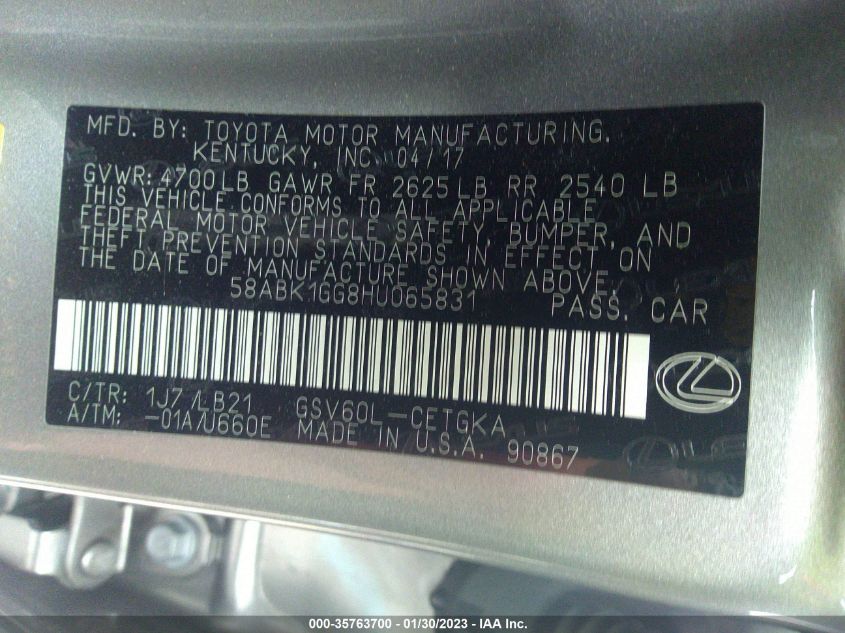 MFD. BY: TOYOTA MOTOR MANUFACTURING,
KENTUCKY, INC. 04/17
GVWR: 4700 LB GAWR FR 2625 LB RR 2540 LB
THIS VEHICLE CONFORMS TO ALL APPLICABLE
FEDERAL MOTOR VEHICLE SAFETY, BUMPER, AND
THEFT PREVENTION STANDARDS IN EFFECT ON
THE DATE OF MANUFACTURE SHOWN ABOVE.
58ABK1GG8HU065831 PASS. CAR
C/TR: 1J7/LB21 GSV60L-CETGKA
A/TM: -01A/U660E MADE IN U.S.A. 90867
000-35763700 - 01/30/2023 - IAA Inc.